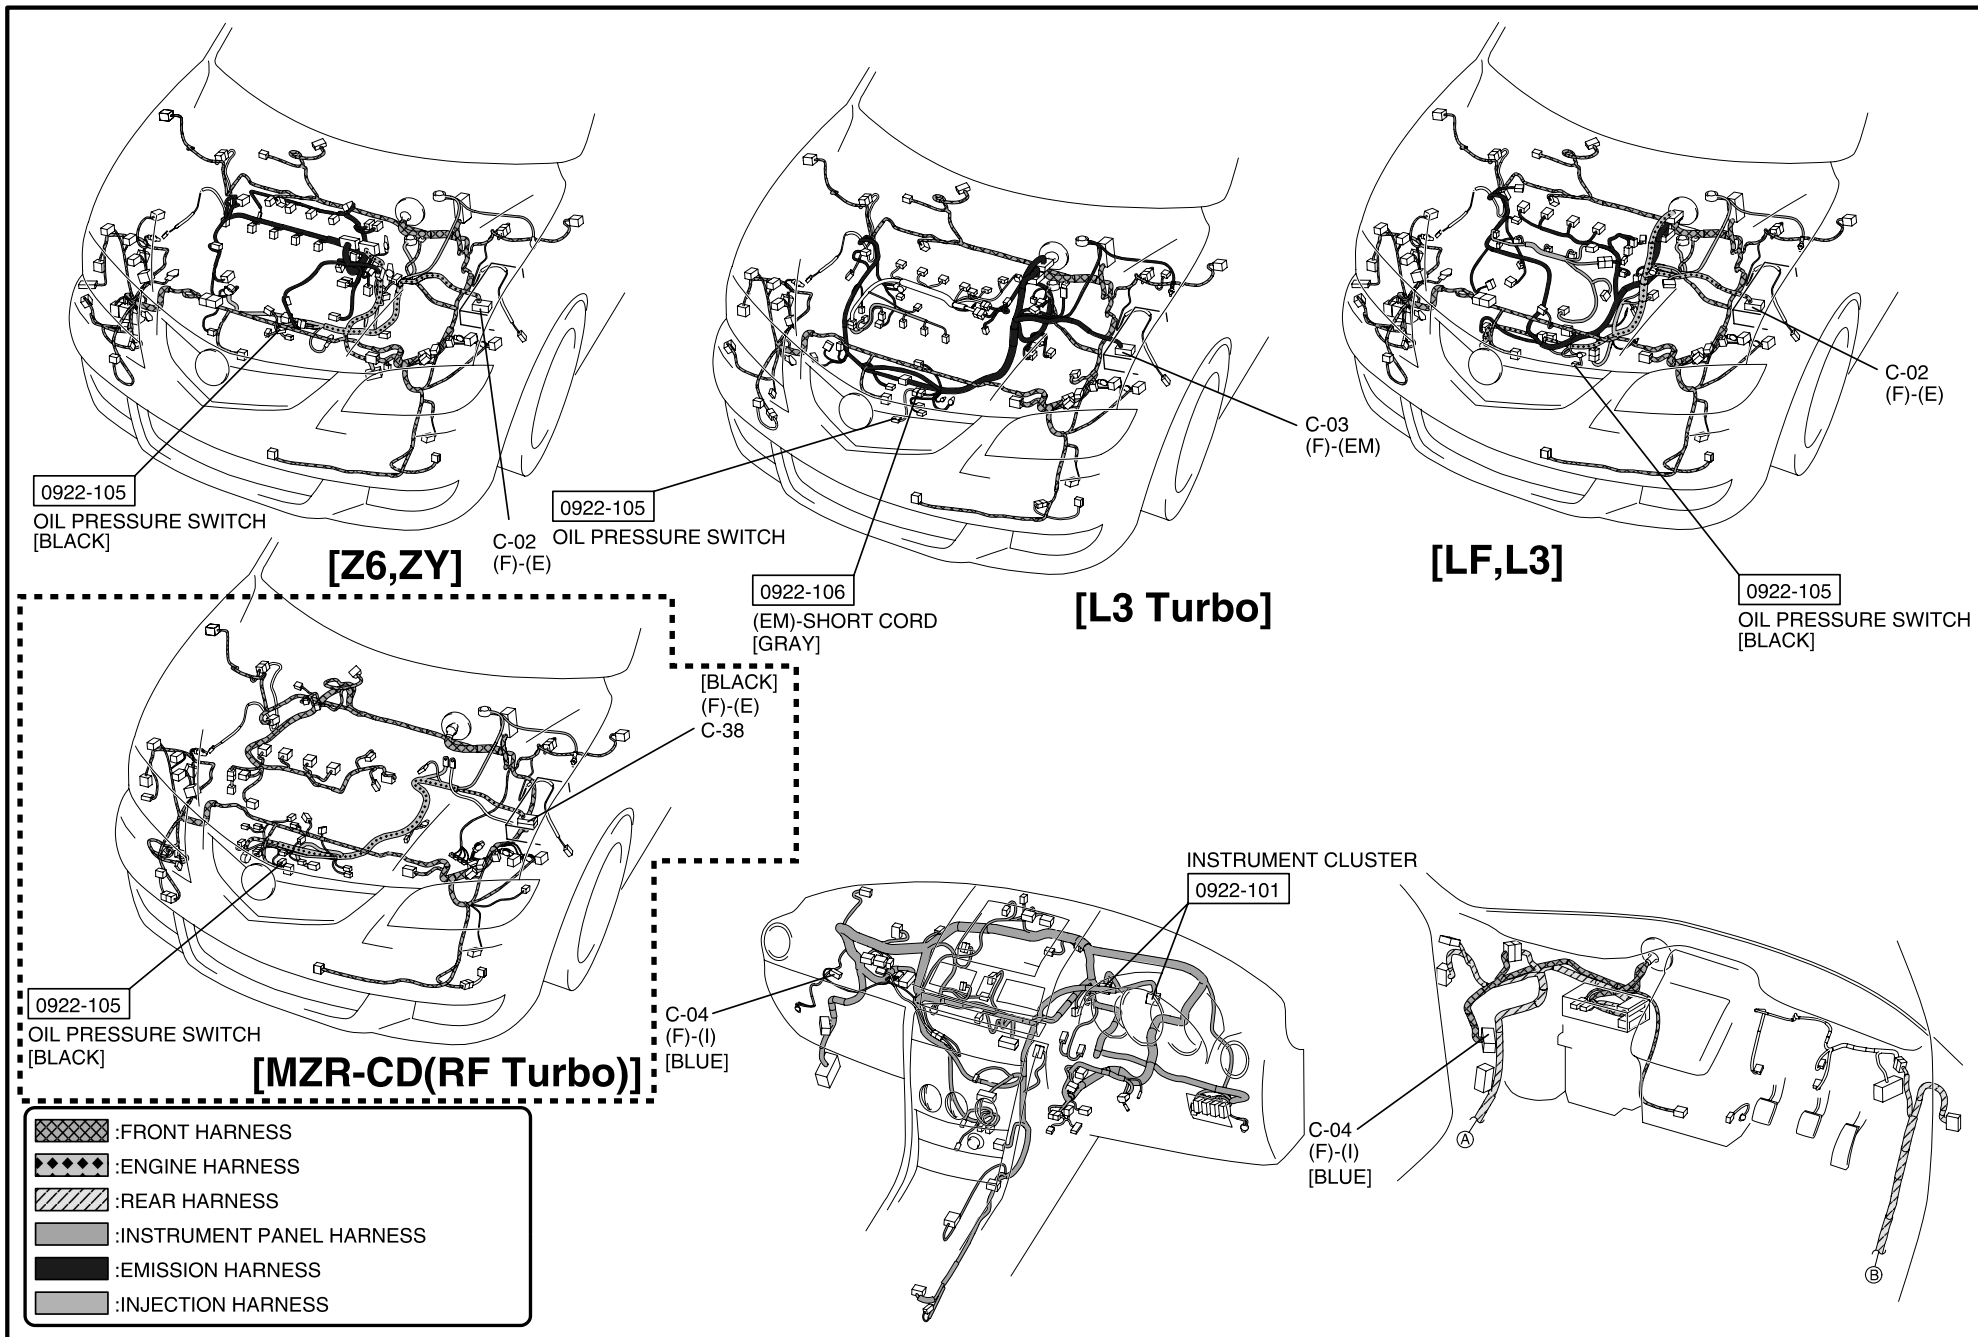 0922-105
OIL PRESSURE SWITCH
[BLACK]
[Z6,ZY]
C-02
(F)-(E)
0922-105
OIL PRESSURE SWITCH
0922-106
(EM)-SHORT CORD
[GRAY]
[L3 Turbo]
C-03
(F)-(EM)
[LF,L3]
C-02
(F)-(E)
0922-105
OIL PRESSURE SWITCH
[BLACK]
[BLACK]
(F)-(E)
C-38
0922-105
OIL PRESSURE SWITCH
[BLACK]
[MZR-CD(RF Turbo)]
INSTRUMENT CLUSTER
0922-101
C-04
(F)-(I)
[BLUE]
C-04
(F)-(I)
[BLUE]
A
B
:FRONT HARNESS
:ENGINE HARNESS
:REAR HARNESS
:INSTRUMENT PANEL HARNESS
:EMISSION HARNESS
:INJECTION HARNESS